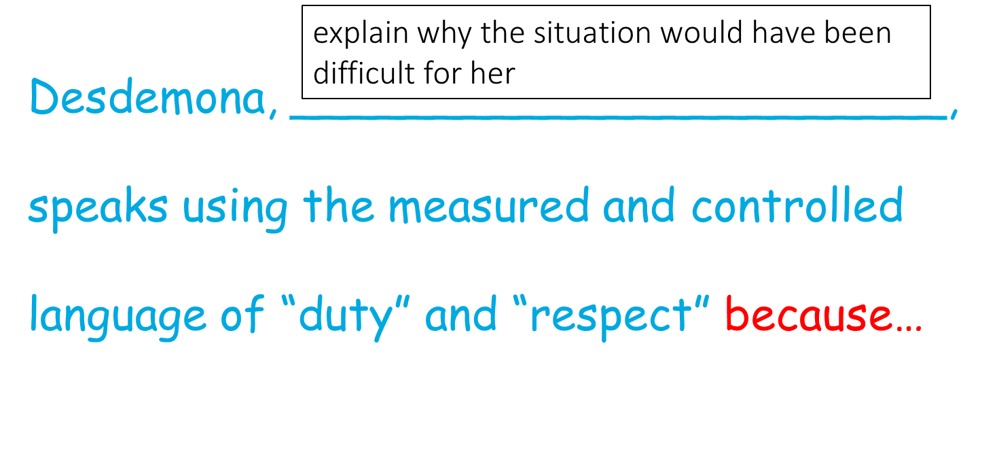 explain why the situation would have been
difficult for her
Desdemona, ______________________________,
speaks using the measured and controlled
language of “duty” and “respect” because…